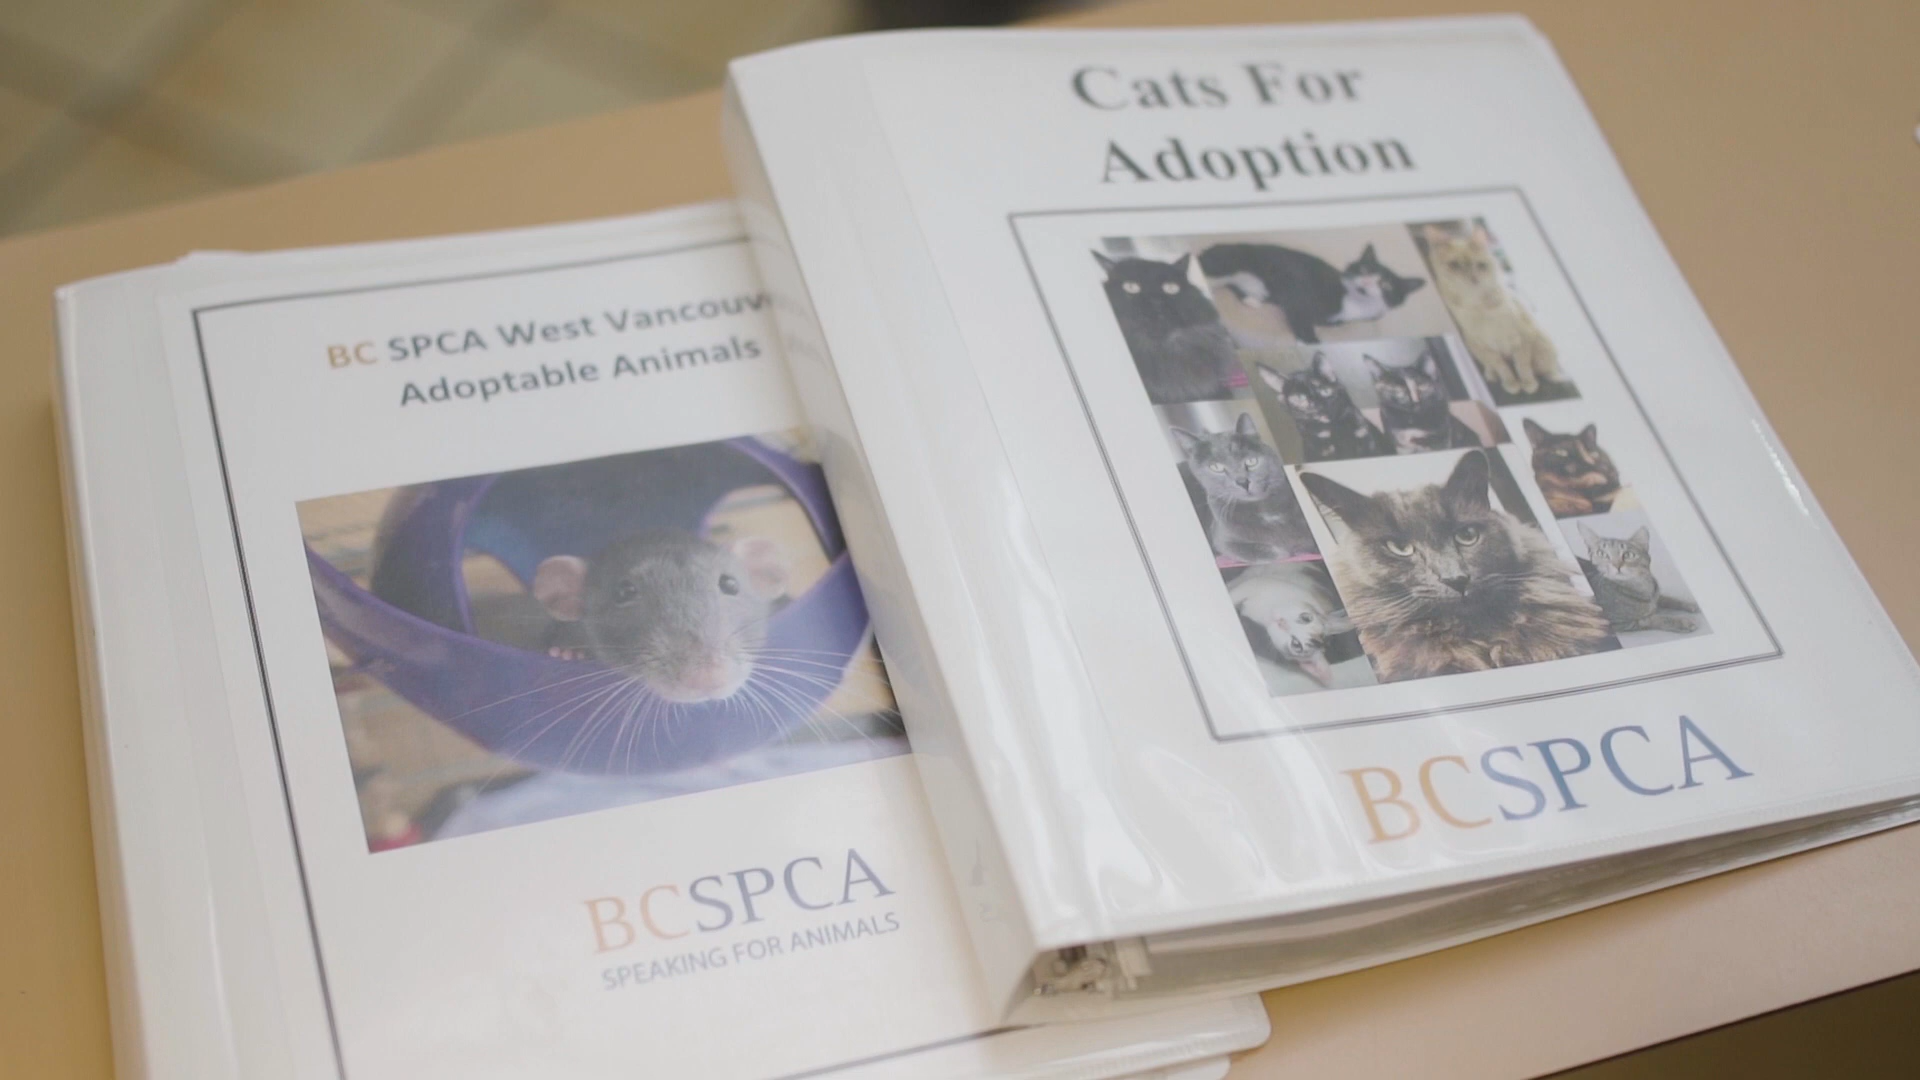 BC SPCA West Vancouv
Adoptable Animals
BCSPCA
SPEAKING FOR ANIMALS
Cats For
Adoption
BCSPCA